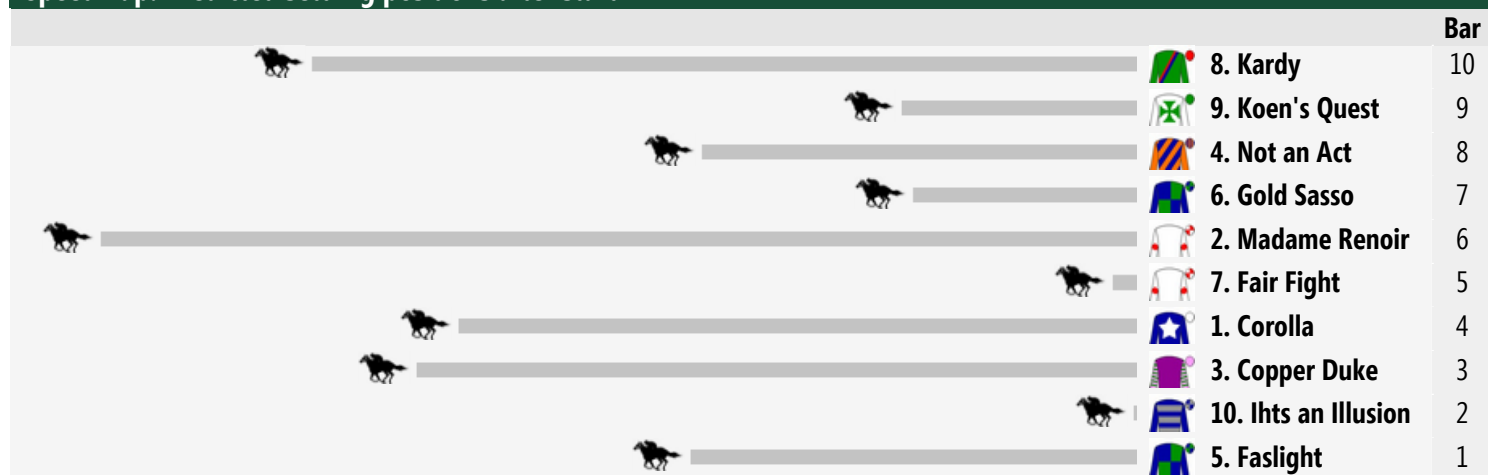 Bar
8. Kardy 10
9. Koen's Quest 9
4. Not an Act 8
6. Gold Sasso 7
2. Madame Renoir 6
7. Fair Fight 5
1. Corolla 4
3. Copper Duke 3
10. Ihts an Illusion 2
5. Faslight 1